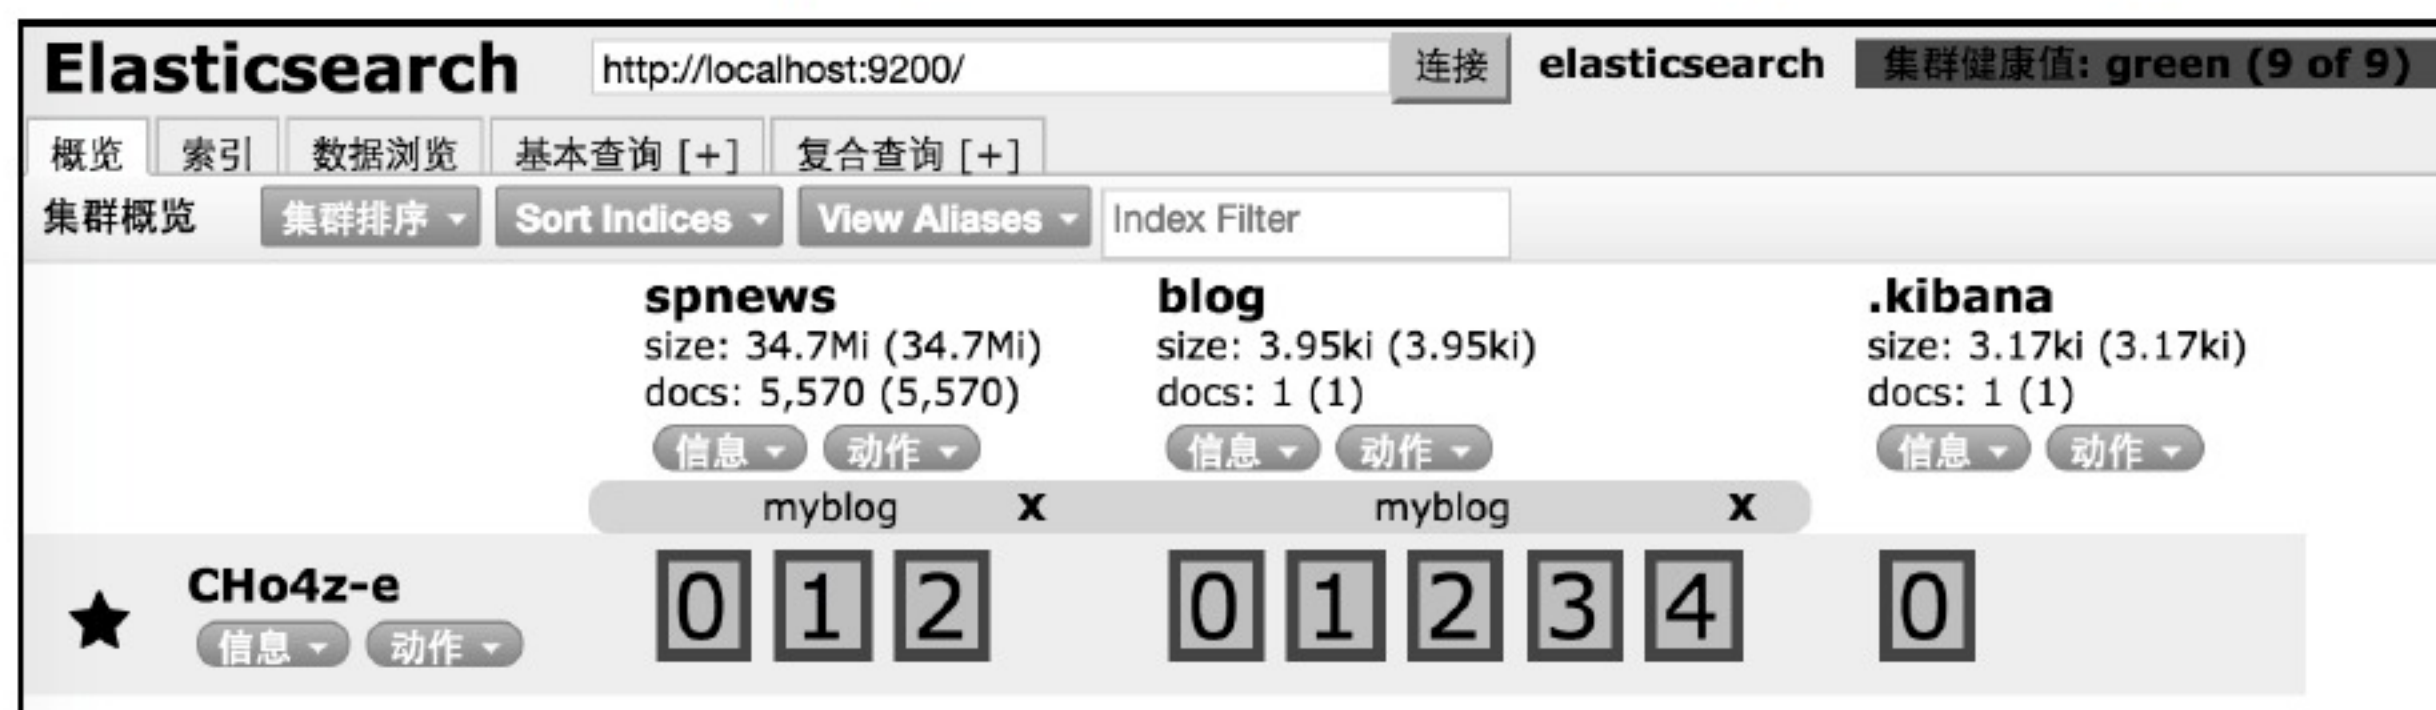 Elasticsearch http://localhost:9200/ 连接 elasticsearch 集群健康值: green (9 of 9)
概览 索引 数据浏览 基本查询 [+] 复合查询 [+]
集群概览 集群排序 Sort Indices View Aliases Index Filter
spnews blog .kibana
size: 34.7Mi (34.7Mi) size: 3.95ki (3.95ki) size: 3.17ki (3.17ki)
docs: 5,570 (5,570) docs: 1 (1) docs: 1 (1)
信息 动作 信息 动作 信息 动作
myblog X myblog X
CHo4z-e 0 1 2 0 1 2 3 4 0
信息 动作